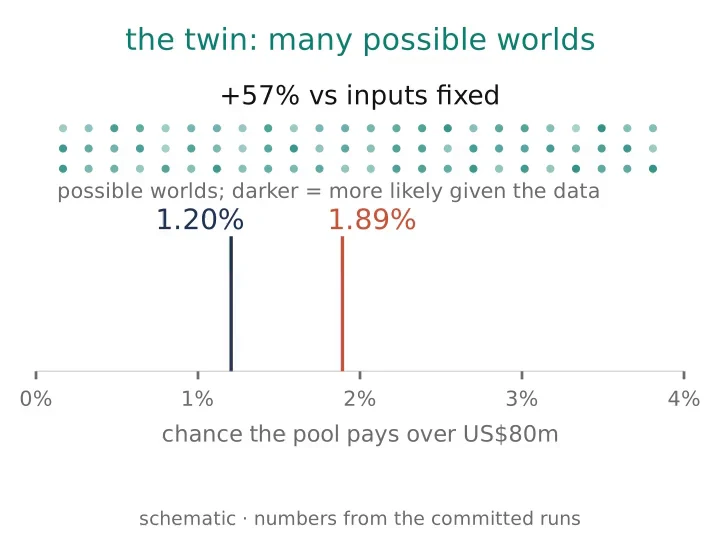 the twin: many possible worlds
+57% vs inputs fixed
possible worlds; darker = more likely given the data
1.20% 1.89%
0% 1% 2% 3% 4%
chance the pool pays over US$80m
schematic · numbers from the committed runs